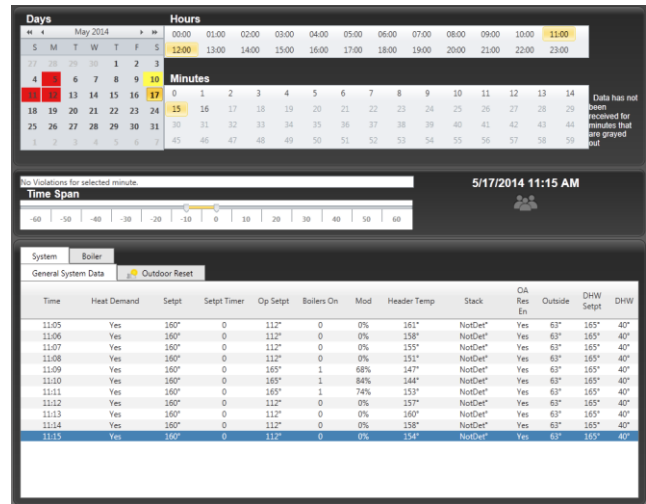 Days
May 2014
S M T W T F S
27 28 29 30 1 2 3
4 5 6 7 8 9 10
11 12 13 14 15 16 17
18 19 20 21 22 23 24
25 26 27 28 29 30 31
1 2 3 4 5 6 7
Hours
00:00 01:00 02:00 03:00 04:00 05:00 06:00 07:00 08:00 09:00 10:00 11:00
12:00 13:00 14:00 15:00 16:00 17:00 18:00 19:00 20:00 21:00 22:00 23:00
Minutes
0 1 2 3 4 5 6 7 8 9 10 11 12 13 14
15 16 17 18 19 20 21 22 23 24 25 26 27 28 29
30 31 32 33 34 35 36 37 38 39 40 41 42 43 44
45 46 47 48 49 50 51 52 53 54 55 56 57 58 59
Data has not
been
received for
minutes that
are grayed
out
No Violations for selected minute.
Time Span
-60 -50 -40 -30 -20 -10 0 10 20 30 40 50 60
5/17/2014 11:15 AM
System Boiler
General System Data Outdoor Reset
Time Heat Demand Setpt Setpt Timer Op Setpt Boilers On Mod Header Temp Stack OA Res En Outside DHW Setpt DHW
11:05 Yes 160° 0 112° 0 0% 161° NotDet° Yes 63° 165° 40°
11:06 Yes 160° 0 112° 0 0% 158° NotDet° Yes 63° 165° 40°
11:07 Yes 160° 0 112° 0 0% 155° NotDet° Yes 63° 165° 40°
11:08 Yes 160° 0 112° 0 0% 151° NotDet° Yes 63° 165° 40°
11:09 Yes 160° 0 165° 1 68% 147° NotDet° Yes 63° 165° 40°
11:10 Yes 160° 0 165° 1 84% 144° NotDet° Yes 63° 165° 40°
11:11 Yes 160° 0 165° 1 74% 153° NotDet° Yes 63° 165° 40°
11:12 Yes 160° 0 112° 0 0% 157° NotDet° Yes 63° 165° 40°
11:13 Yes 160° 0 112° 0 0% 160° NotDet° Yes 63° 165° 40°
11:14 Yes 160° 0 112° 0 0% 158° NotDet° Yes 63° 165° 40°
11:15 Yes 160° 0 112° 0 0% 154° NotDet° Yes 63° 165° 40°